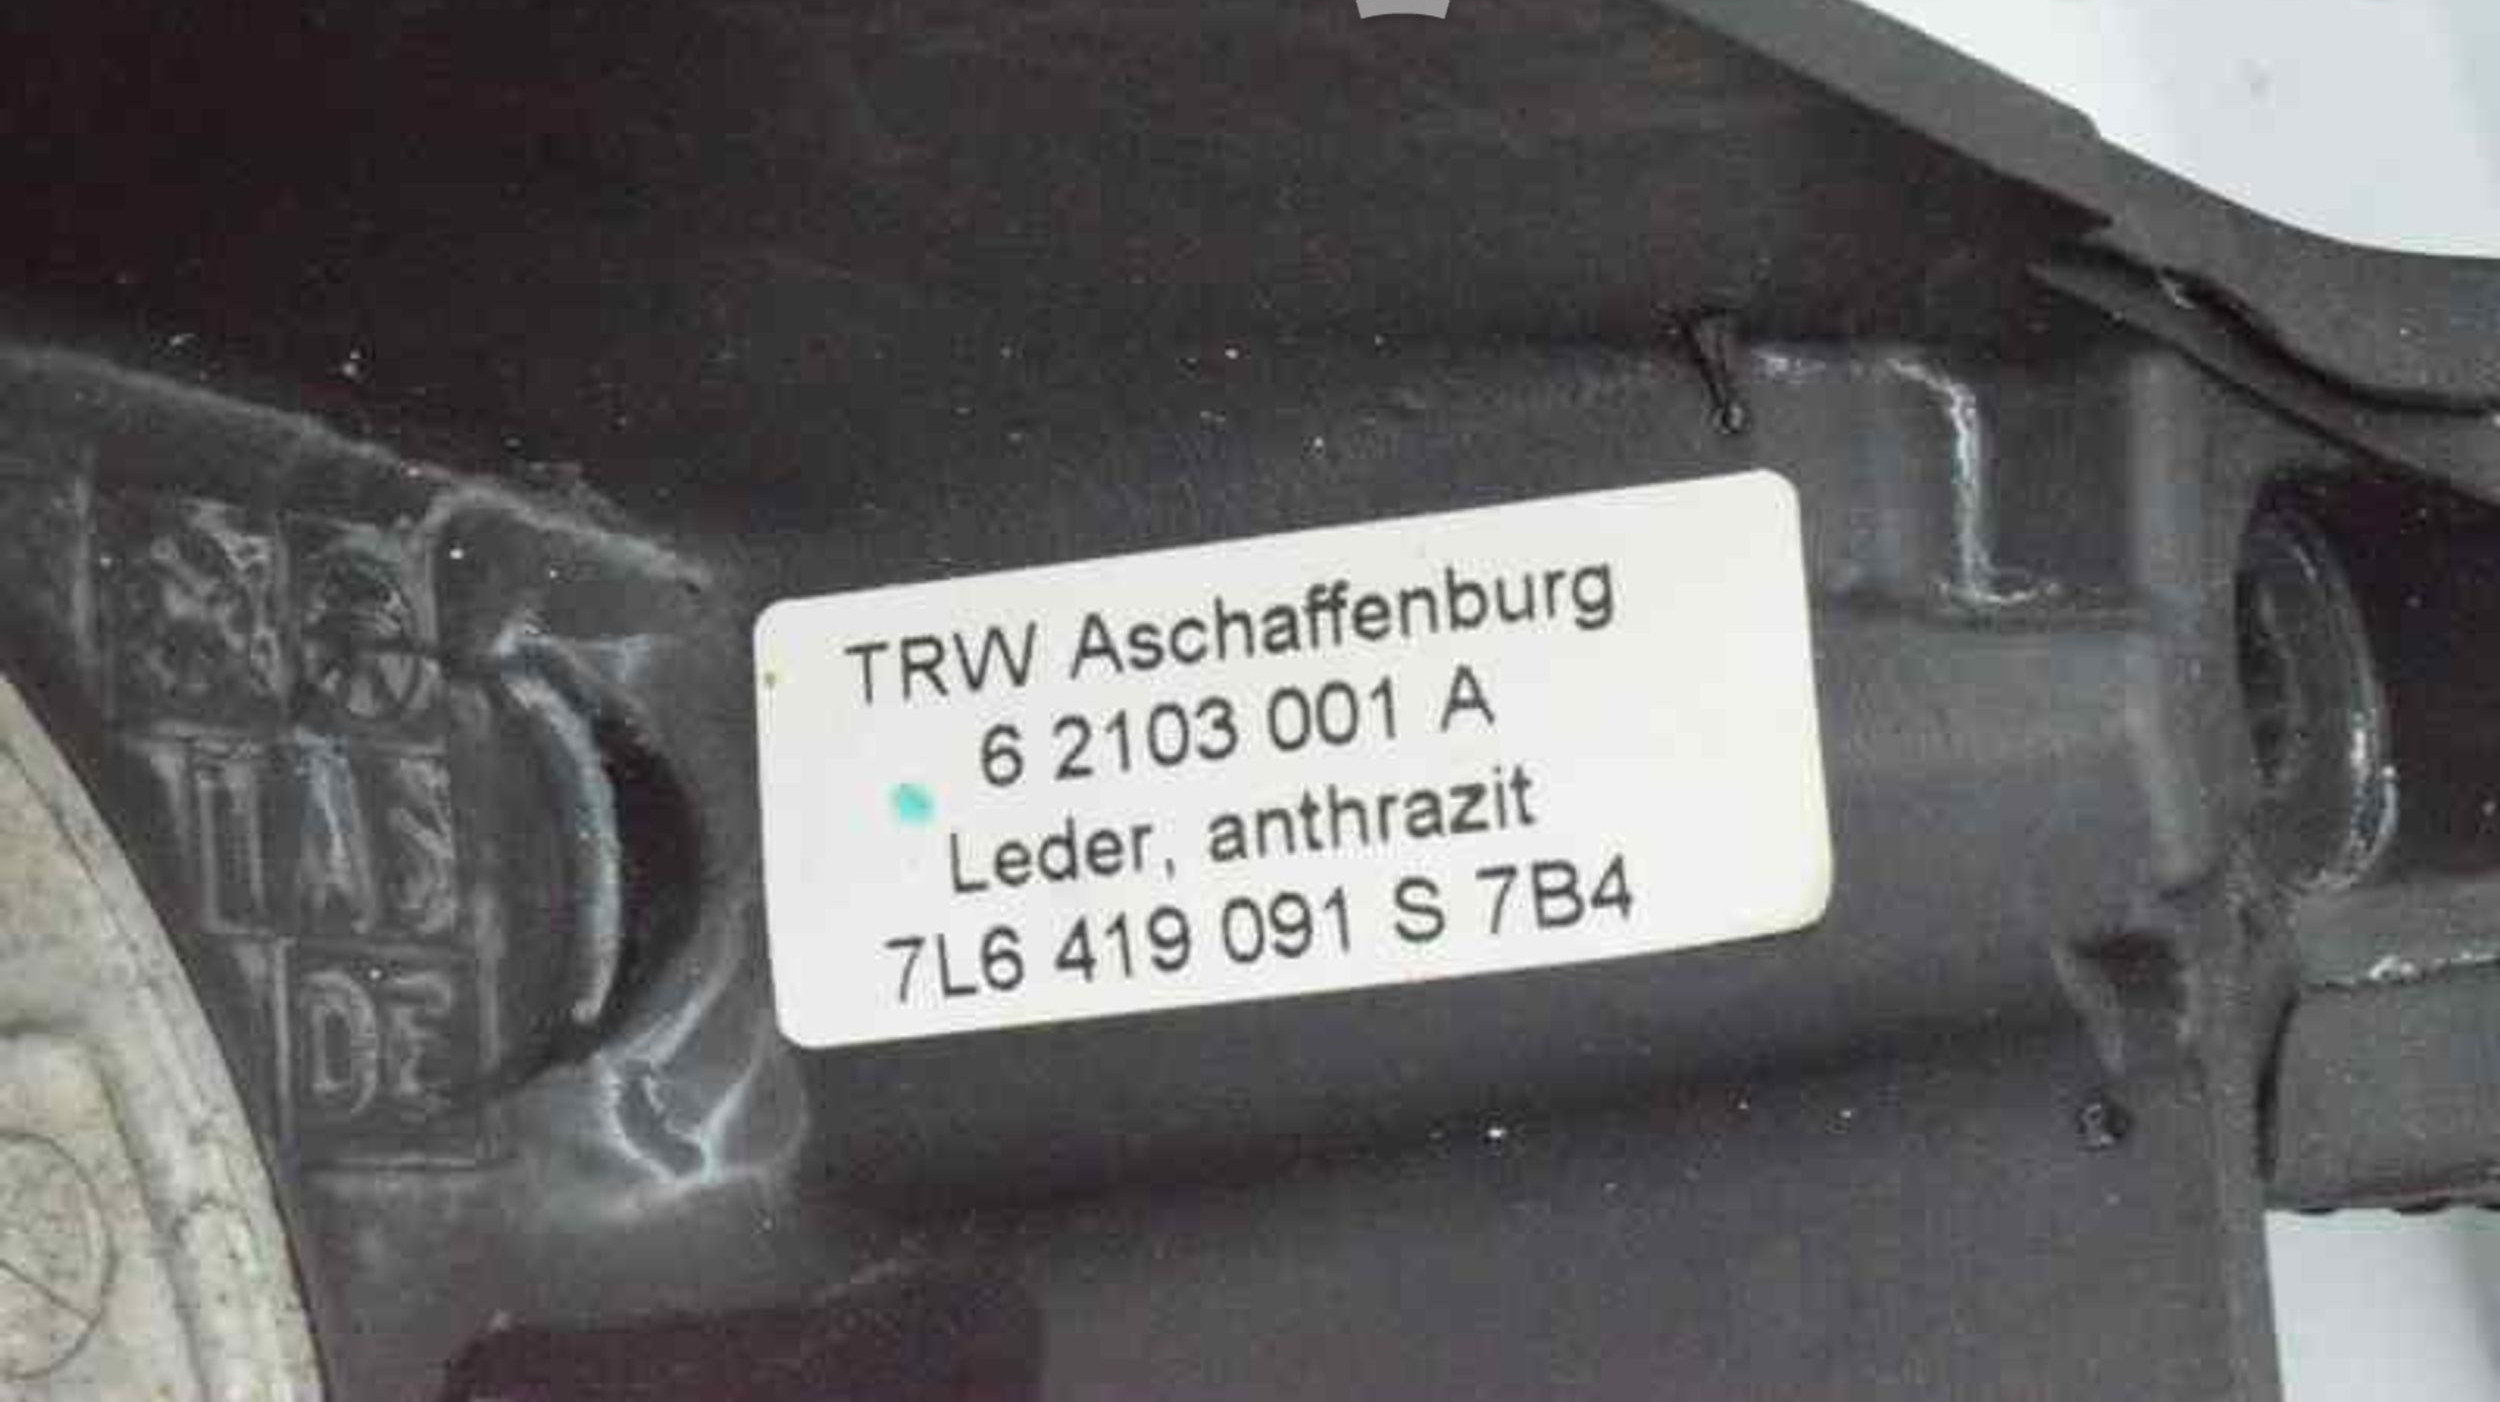 TRW Aschaffenburg
6 2103 001 A
Leder, anthrazit
7L6 419 091 S 7B4